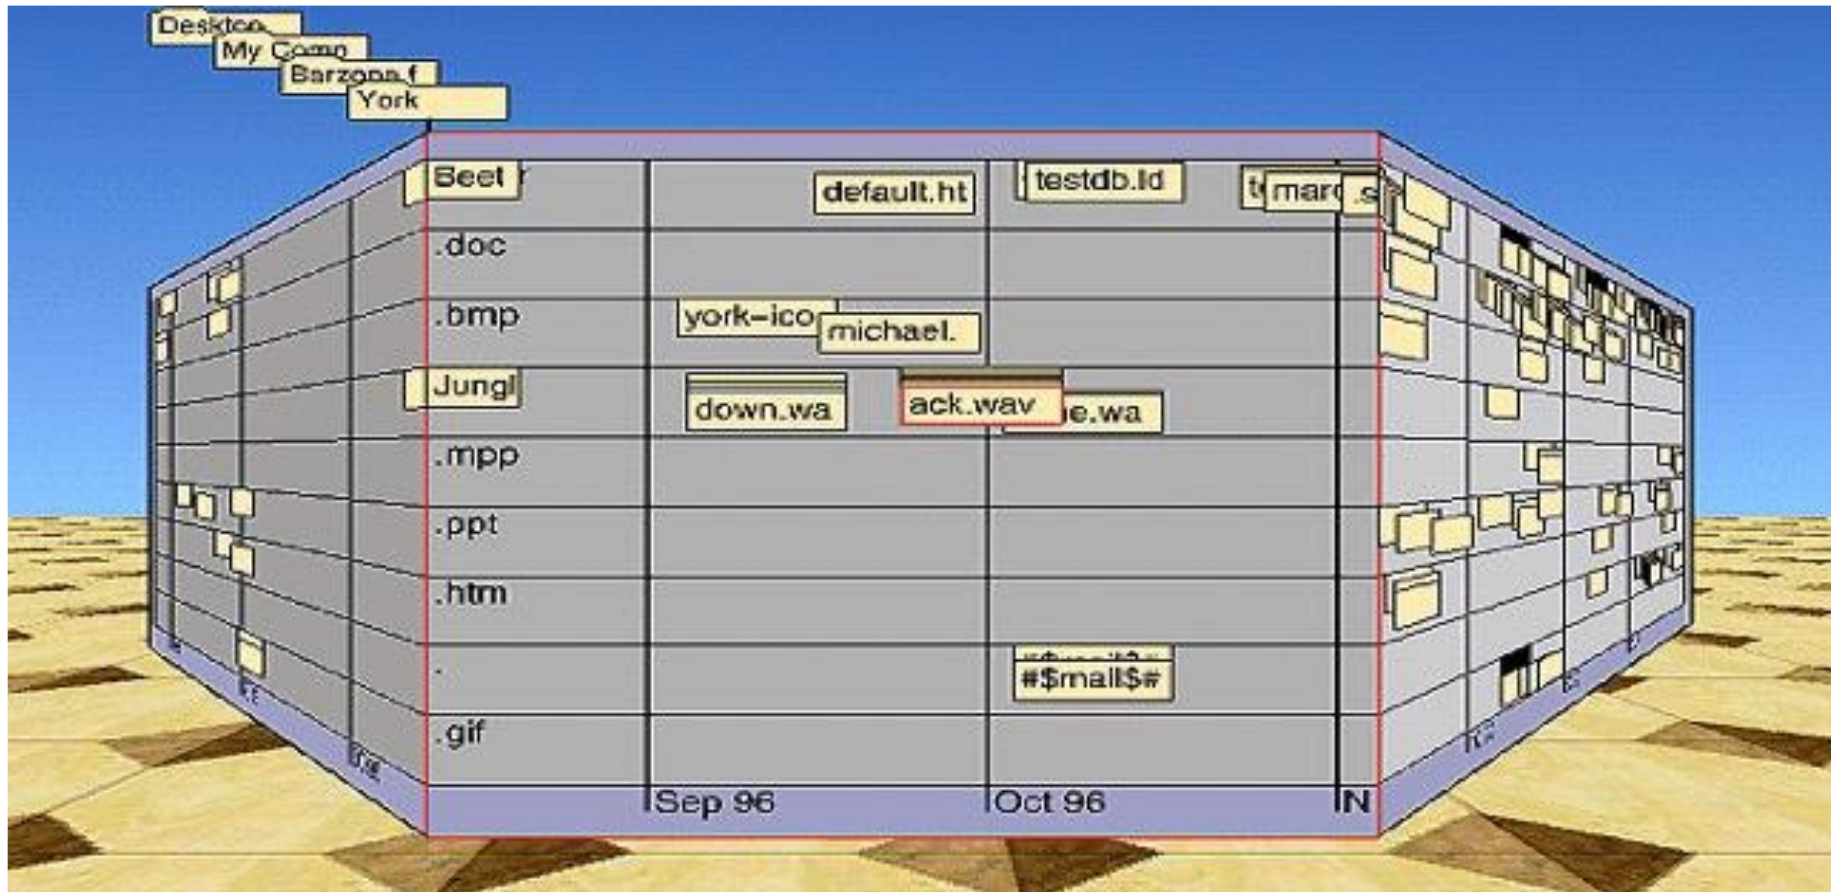 Desktop
My Comp
Barzona.f
York
Beet
default.ht
testdb.ld
marc
.s
.doc
.bmp
york-ico
michael.
Jungl
down.wa
ack.wav
e.wa
.mpp
.ppt
.htm
.
#$mail$#
#$mail$#
.gif
Sep 96
Oct 96
N